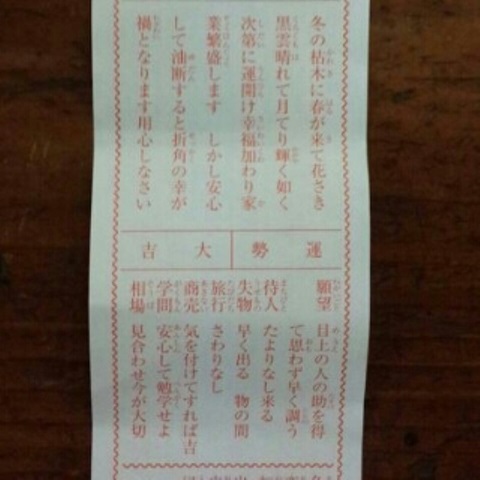 冬の枯木に春が来て花さき
黒雲晴れて月てり輝く如く
次第に運開け幸福加わり家
業繁盛します しかし安心
して油断すると折角の幸が
禍となります用心しなさい
運勢 大吉
願望 目上の人の助を得
て思わず早く調う
待人 たよりなし来る
失物 早く出る 物の間
旅行 さわりなし
商売 気を付けてすれば吉
学問 安心して勉学せよ
相場 見合わせ今が大切